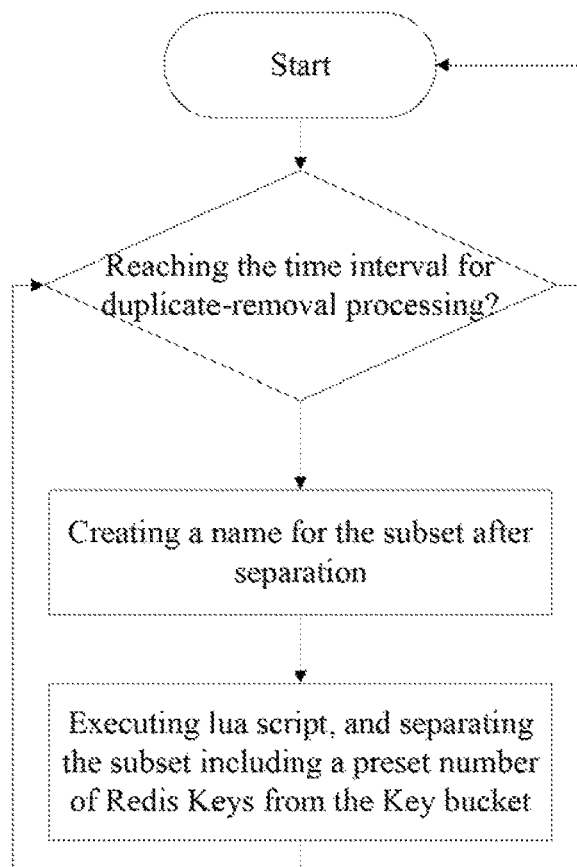 Start
Reaching the time interval for
duplicate-removal processing?
Creating a name for the subset after
separation
Executing lua script, and separating
the subset including a preset number
of Redis Keys from the Key bucket